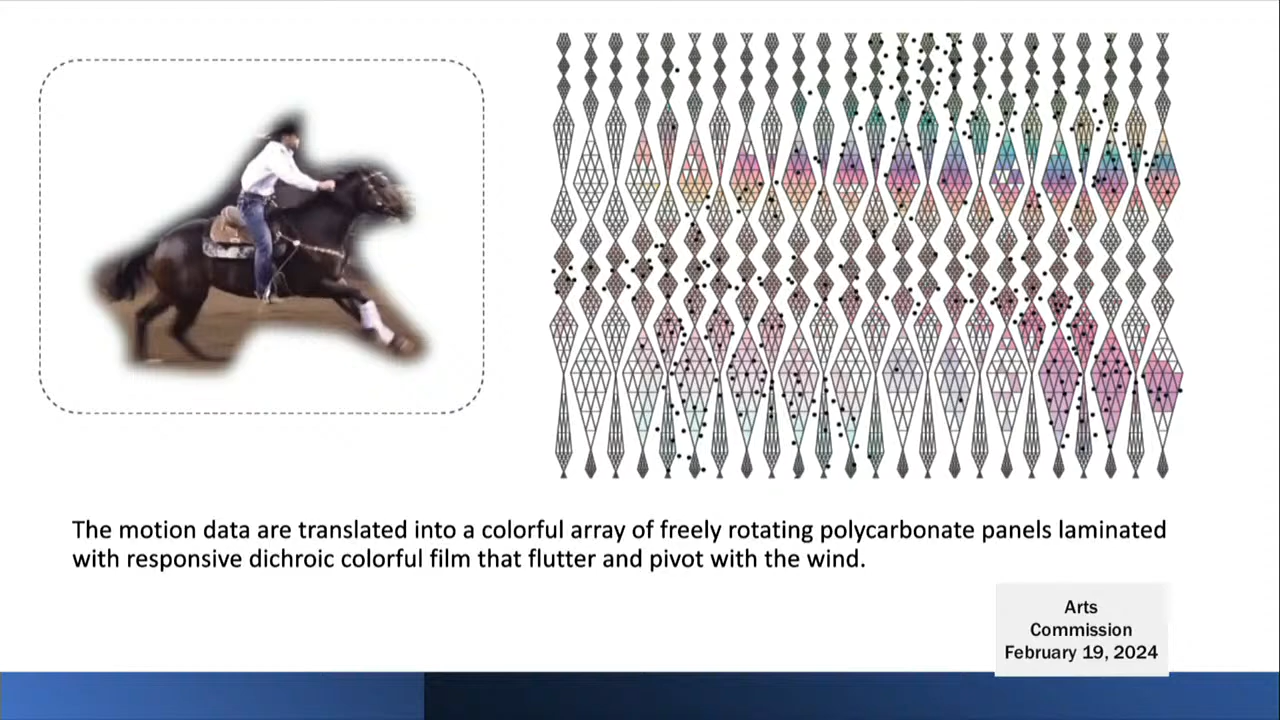 The motion data are translated into a colorful array of freely rotating polycarbonate panels laminated
with responsive dichroic colorful film that flutter and pivot with the wind.
Arts
Commission
February 19, 2024